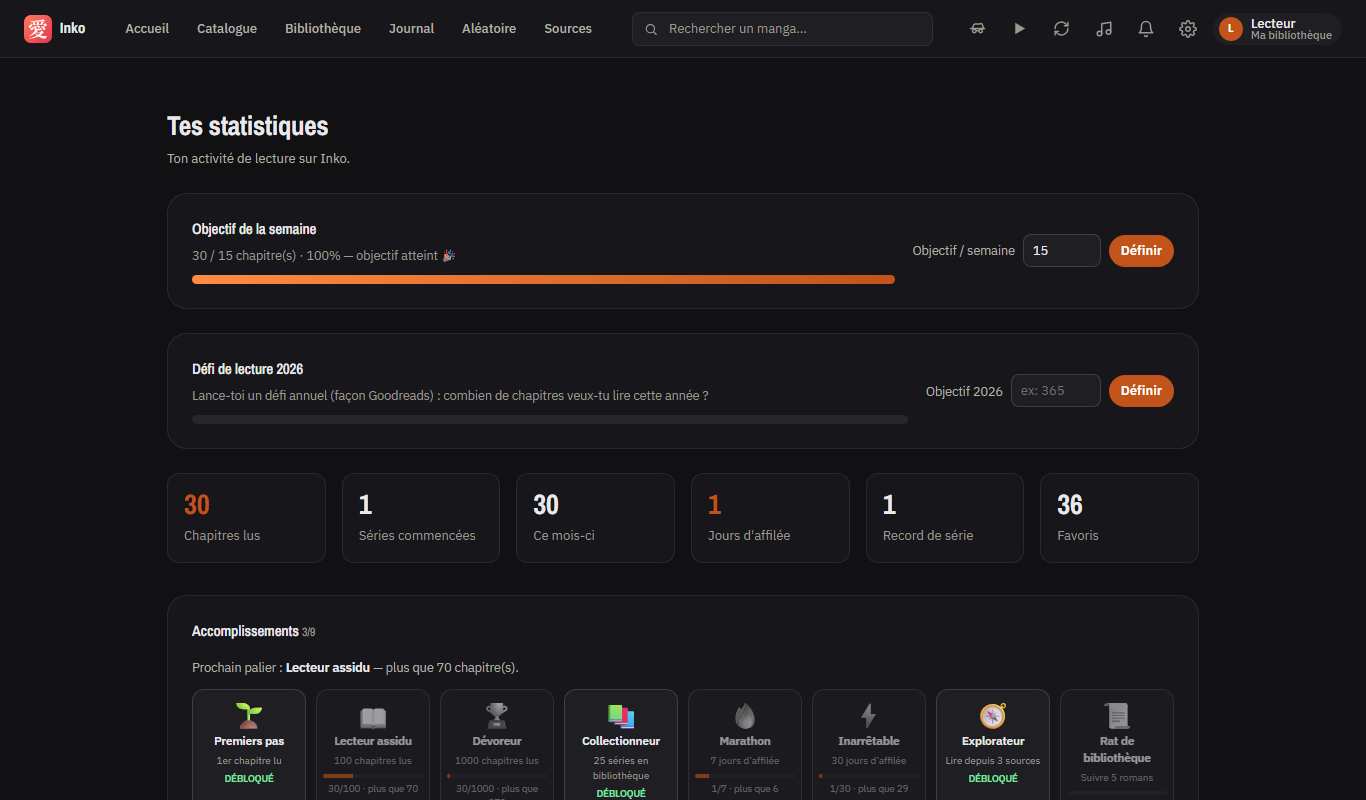 愛 Inko
Accueil Catalogue Bibliothèque Journal Aléatoire Sources
Rechercher un manga...
L
Lecteur
Ma bibliothèque
Tes statistiques
Ton activité de lecture sur Inko.
Objectif de la semaine
30 / 15 chapitre(s) · 100% — objectif atteint 🎉
Objectif / semaine 15 Définir
Défi de lecture 2026
Lance-toi un défi annuel (façon Goodreads) : combien de chapitres veux-tu lire cette année ?
Objectif 2026 ex: 365 Définir
30
Chapitres lus
1
Séries commencées
30
Ce mois-ci
1
Jours d'affilée
1
Record de série
36
Favoris
Accomplissements 3/9
Prochain palier : Lecteur assidu — plus que 70 chapitre(s).
Premiers pas
1er chapitre lu
DÉBLOQUÉ
Lecteur assidu
100 chapitres lus
30/100 · plus que 70
Dévoreur
1000 chapitres lus
30/1000 · plus que
Collectionneur
25 séries en
bibliothèque
DÉBLOQUÉ
Marathon
7 jours d'affilée
1/7 · plus que 6
Inarrêtable
30 jours d'affilée
1/30 · plus que 29
Explorateur
Lire depuis 3 sources
DÉBLOQUÉ
Rat de
bibliothèque
Suivre 5 romans